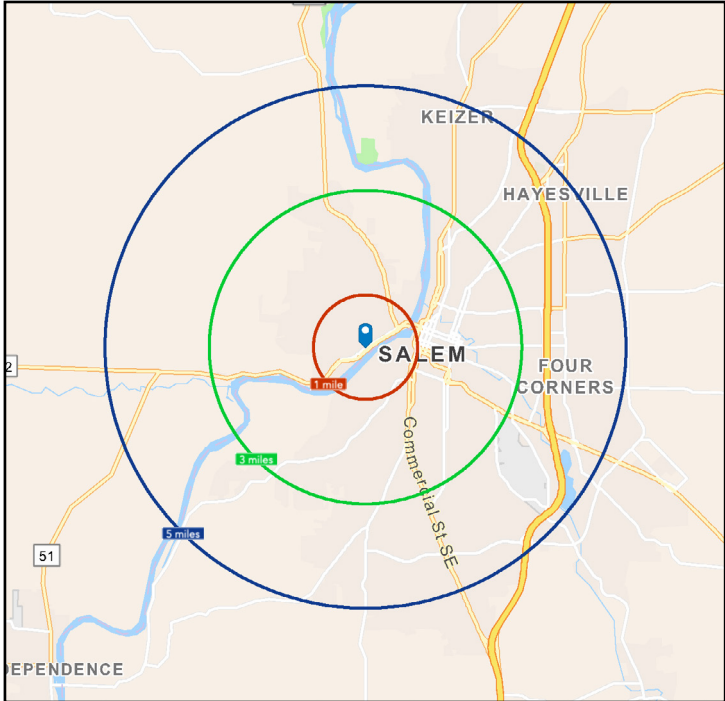 KEIZER
HAYESVILLE
SALEM
2
FOUR
CORNERS
1 mile
Commercial St SE
3 miles
5 miles
51
DEPENDENCE